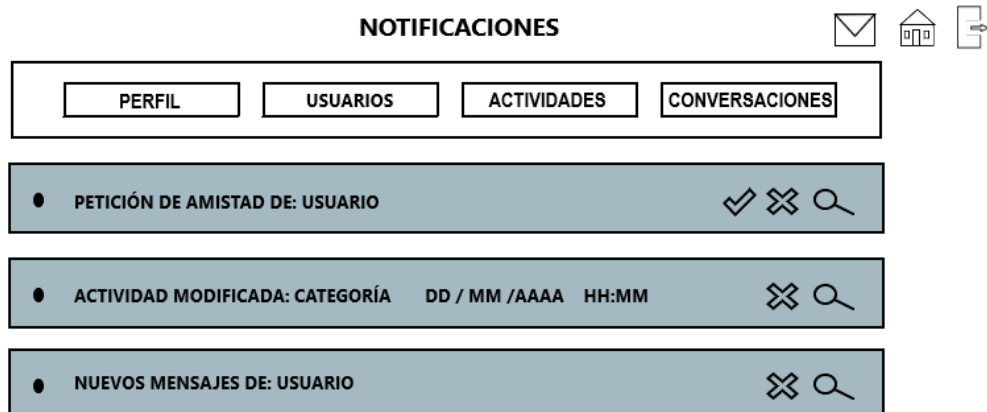 NOTIFICACIONES
PERFIL USUARIOS ACTIVIDADES CONVERSACIONES
PETICIÓN DE AMISTAD DE: USUARIO
ACTIVIDAD MODIFICADA: CATEGORÍA DD / MM /AAAA HH:MM
NUEVOS MENSAJES DE: USUARIO